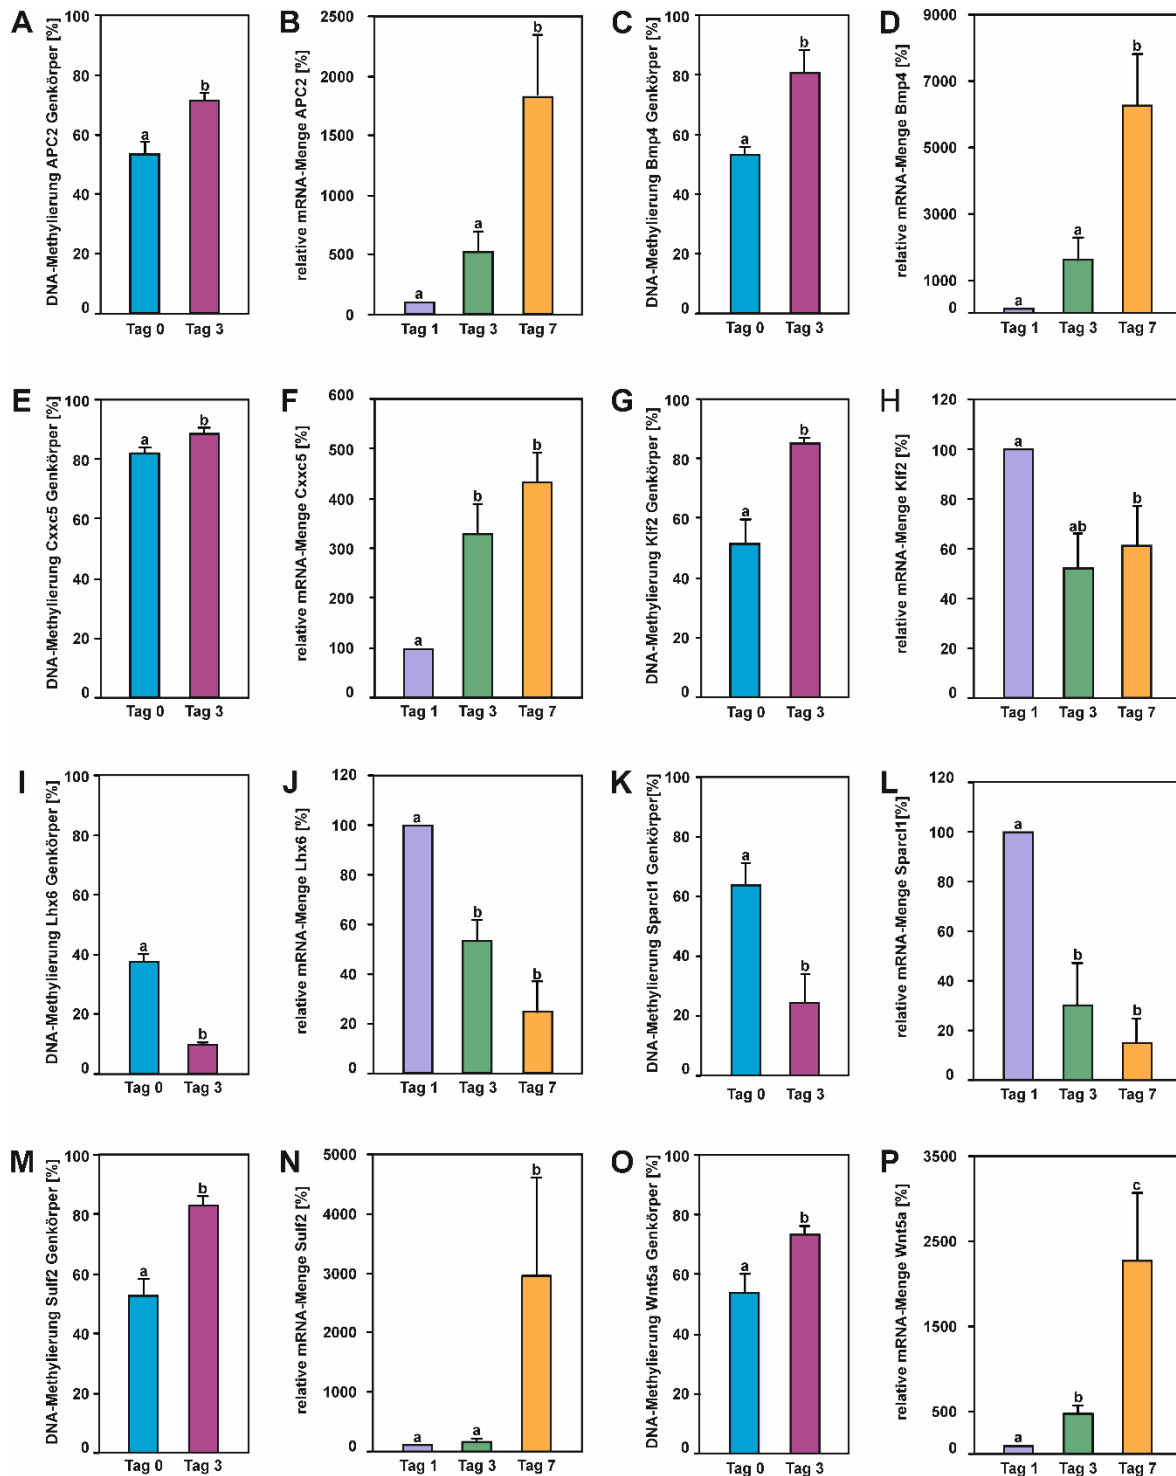 A
DNA-Methylierung APC2 Genkörper [%]
100
80
60
40
20
0
a
b
Tag 0 Tag 3
B
relative mRNA-Menge APC2 [%]
2500
2000
1500
1000
500
0
a
a
b
Tag 1 Tag 3 Tag 7
C
DNA-Methylierung Bmp4 Genkörper [%]
100
80
60
40
20
0
a
b
Tag 0 Tag 3
D
relative mRNA-Menge Bmp4 [%]
9000
7000
5000
3000
1000
0
a
a
b
Tag 1 Tag 3 Tag 7
E
DNA-Methylierung Cxxc5 Genkörper [%]
100
80
60
40
20
0
a
b
Tag 0 Tag 3
F
relative mRNA-Menge Cxxc5 [%]
600
500
400
300
200
100
0
a
b
b
Tag 1 Tag 3 Tag 7
G
DNA-Methylierung Klf2 Genkörper [%]
100
80
60
40
20
0
a
b
Tag 0 Tag 3
H
relative mRNA-Menge Klf2 [%]
120
100
80
60
40
20
0
a
ab
b
Tag 1 Tag 3 Tag 7
I
DNA-Methylierung Lhx6 Genkörper [%]
100
80
60
40
20
0
a
b
Tag 0 Tag 3
J
relative mRNA-Menge Lhx6 [%]
120
100
80
60
40
20
0
a
b
b
Tag 1 Tag 3 Tag 7
K
DNA-Methylierung Sparcl1 Genkörper[%]
100
80
60
40
20
0
a
b
Tag 0 Tag 3
L
relative mRNA-Menge Sparcl1[%]
120
100
80
60
40
20
0
a
b
b
Tag 1 Tag 3 Tag 7
M
DNA-Methylierung Sulf2 Genkörper [%]
100
80
60
40
20
0
a
b
Tag 0 Tag 3
N
relative mRNA-Menge Sulf2 [%]
5000
4000
3000
2000
1000
0
a
a
b
Tag 1 Tag 3 Tag 7
O
DNA-Methylierung Wnt5a Genkörper [%]
100
80
60
40
20
0
a
b
Tag 0 Tag 3
P
relative mRNA-Menge Wnt5a [%]
3500
2500
1500
500
0
a
b
c
Tag 1 Tag 3 Tag 7